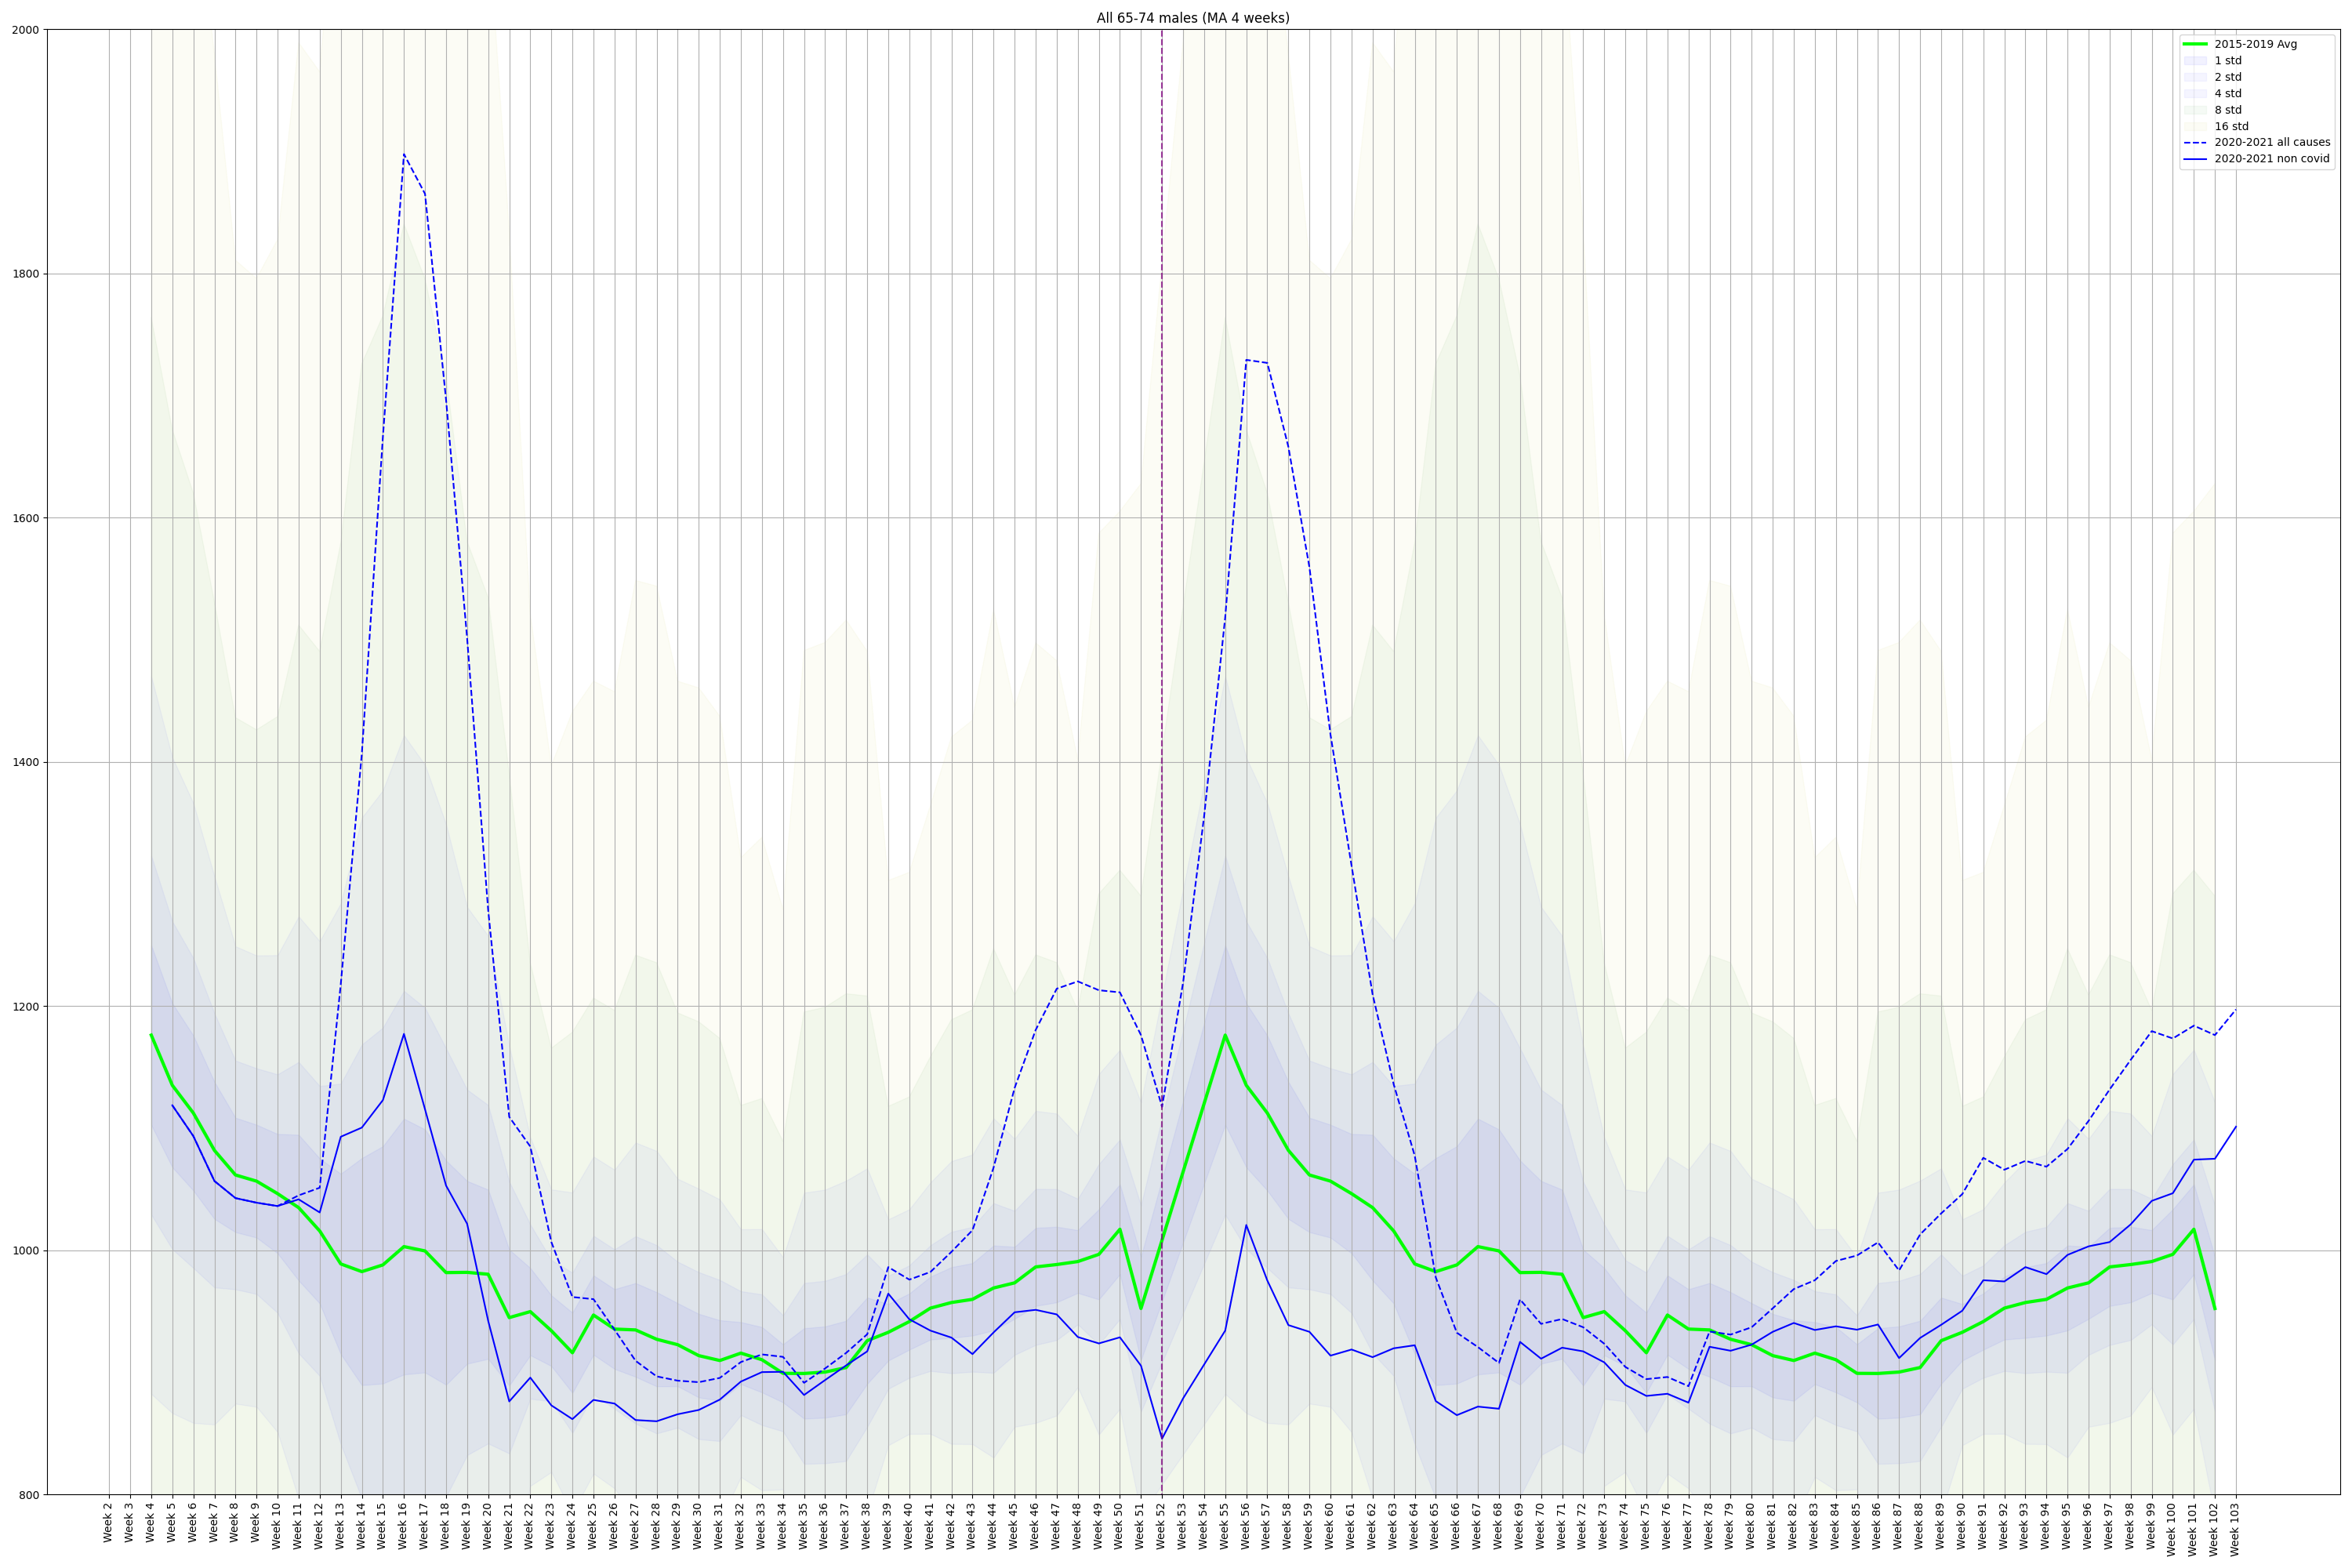 All 65-74 males (MA 4 weeks)
2000
1800
1600
1400
1200
1000
800
2015-2019 Avg
1 std
2 std
4 std
8 std
16 std
2020-2021 all causes
2020-2021 non covid
Week 2
Week 3
Week 4
Week 5
Week 6
Week 7
Week 8
Week 9
Week 10
Week 11
Week 12
Week 13
Week 14
Week 15
Week 16
Week 17
Week 18
Week 19
Week 20
Week 21
Week 22
Week 23
Week 24
Week 25
Week 26
Week 27
Week 28
Week 29
Week 30
Week 31
Week 32
Week 33
Week 34
Week 35
Week 36
Week 37
Week 38
Week 39
Week 40
Week 41
Week 42
Week 43
Week 44
Week 45
Week 46
Week 47
Week 48
Week 49
Week 50
Week 51
Week 52
Week 53
Week 54
Week 55
Week 56
Week 57
Week 58
Week 59
Week 60
Week 61
Week 62
Week 63
Week 64
Week 65
Week 66
Week 67
Week 68
Week 69
Week 70
Week 71
Week 72
Week 73
Week 74
Week 75
Week 76
Week 77
Week 78
Week 79
Week 80
Week 81
Week 82
Week 83
Week 84
Week 85
Week 86
Week 87
Week 88
Week 89
Week 90
Week 91
Week 92
Week 93
Week 94
Week 95
Week 96
Week 97
Week 98
Week 99
Week 100
Week 101
Week 102
Week 103